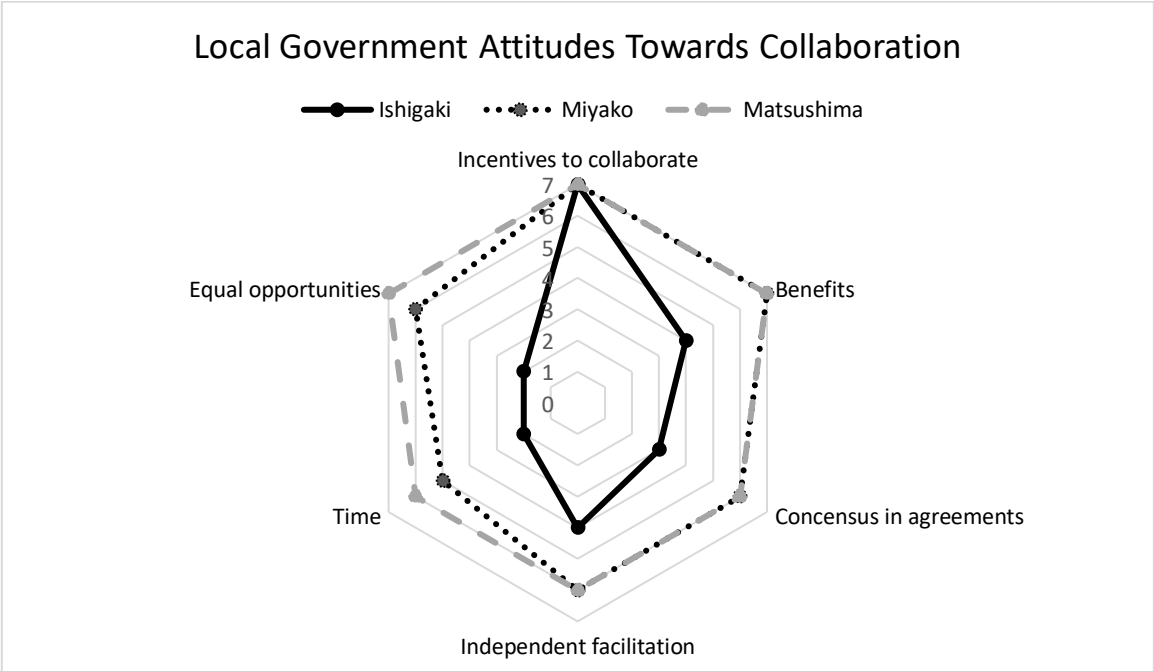 Local Government Attitudes Towards Collaboration
Ishigaki Miyako Matsushima
Incentives to collaborate
7
6
5
4
3
2
1
0
Equal opportunities
Benefits
Time
Concensus in agreements
Independent facilitation